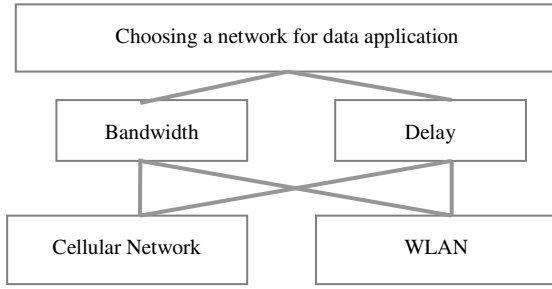 Choosing a network for data application
Bandwidth
Delay
Cellular Network
WLAN